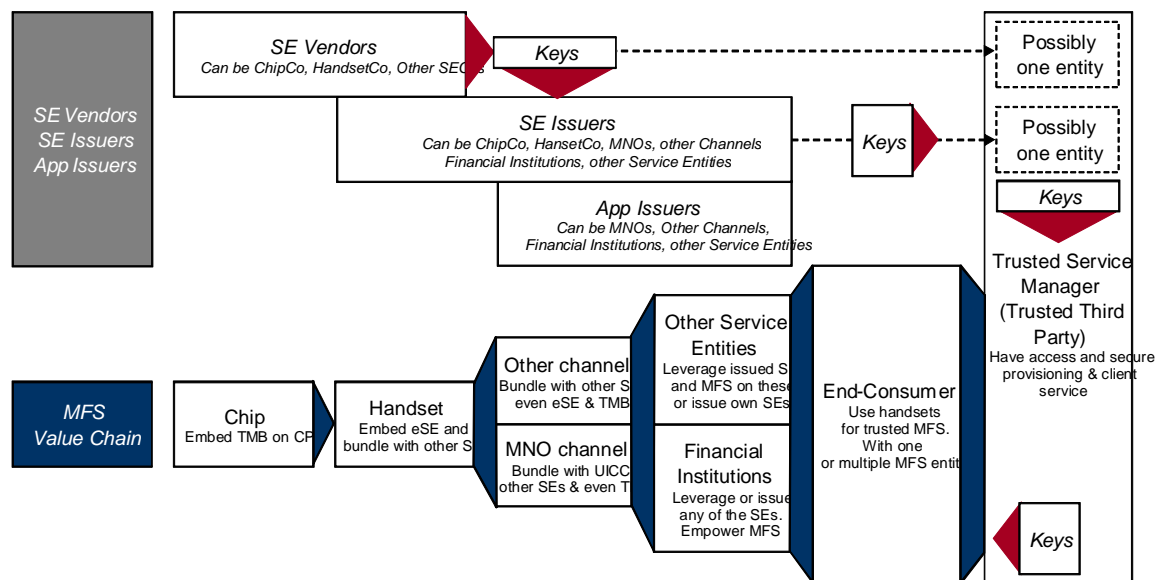 SE Vendors
SE Issuers
App Issuers
SE Vendors
Can be ChipCo, HandsetCo, Other
Keys
Possibly
one entity
SE Issuers
Can be ChipCo, HansetCo, MNOs, other Channels
Financial Institutions, other Service Entities
Keys
Possibly
one entity
App Issuers
Can be MNOs, Other Channels,
Financial Institutions, other Service Entities
Keys
Trusted Service
Manager
(Trusted Third
Party)
Have access and secure
provisioning & client
service
MFS
Value Chain
Chip
Embed TMB on CP
Handset
Embed eSE and
bundle with other S
Other channel
Bundle with other S
even eSE & TMB
MNO channel
Bundle with UICC
other SEs & even T
Other Service
Entities
Leverage issued S
and MFS on these
or issue own SEs
Financial
Institutions
Leverage or issue
any of the SEs.
Empower MFS
End-Consumer
Use handsets
for trusted MFS.
With one
or multiple MFS entit
Keys